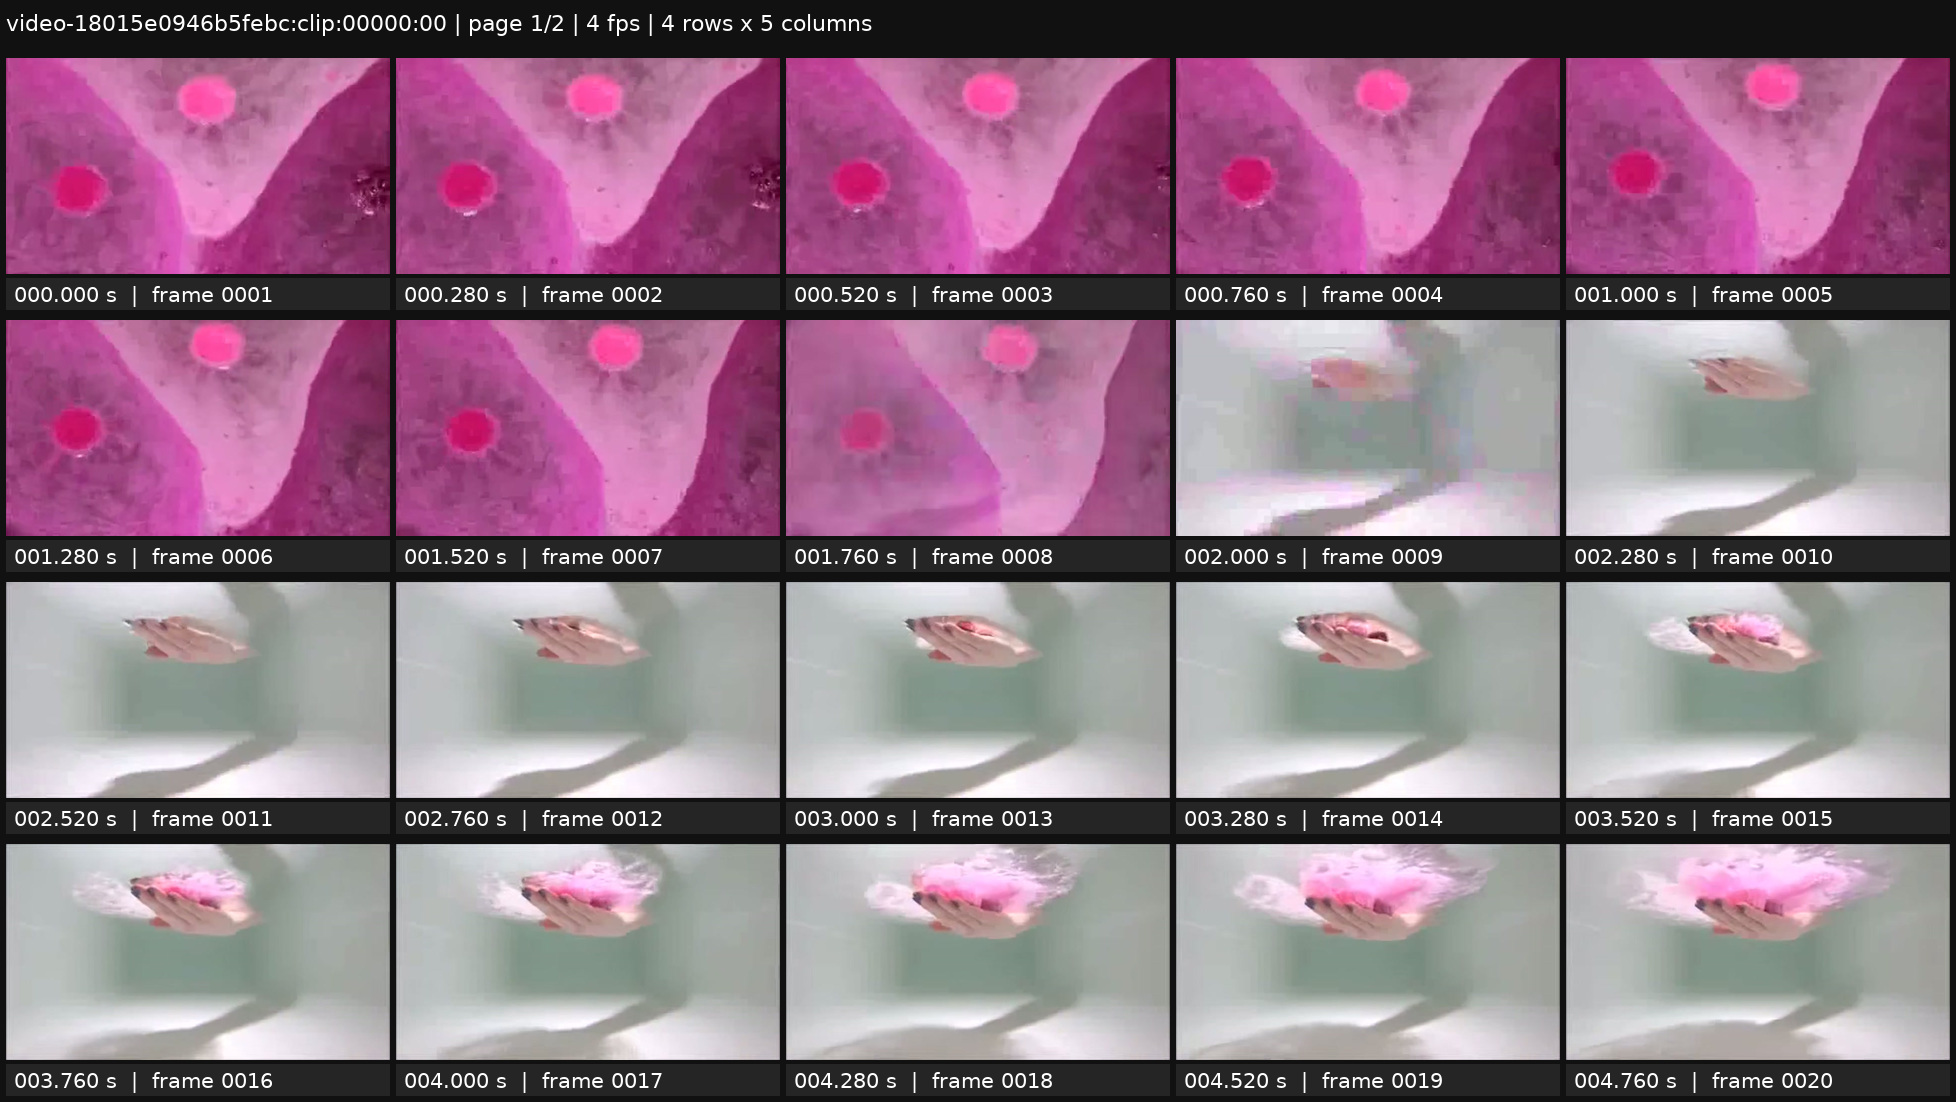 video-18015e0946b5febc:clip:00000:00 | page 1/2 | 4 fps | 4 rows x 5 columns
000.000 s | frame 0001
000.280 s | frame 0002
000.520 s | frame 0003
000.760 s | frame 0004
001.000 s | frame 0005
001.280 s | frame 0006
001.520 s | frame 0007
001.760 s | frame 0008
002.000 s | frame 0009
002.280 s | frame 0010
002.520 s | frame 0011
002.760 s | frame 0012
003.000 s | frame 0013
003.280 s | frame 0014
003.520 s | frame 0015
003.760 s | frame 0016
004.000 s | frame 0017
004.280 s | frame 0018
004.520 s | frame 0019
004.760 s | frame 0020